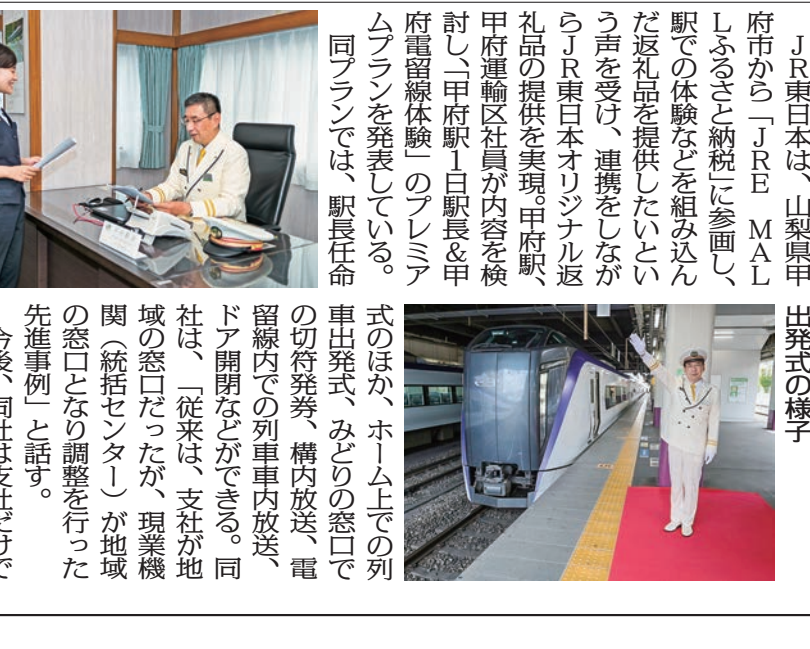 ＪＲ東日本は、山梨県甲
府市から「ＪＲＥ　ＭＡＬ
Ｌふるさと納税」に参画し、
駅での体験などを組み込ん
だ返礼品を提供したいとい
う声を受け、連携をしなが
らＪＲ東日本オリジナル返
礼品の提供を実現。甲府駅、
甲府運輸区社員が内容を検
討し、「甲府駅１日駅長＆甲
府電留線体験」のプレミア
ムプランを発表している。
同プランでは、駅長任命
式のほか、ホーム上での列
車出発式、みどりの窓口で
の切符発券、構内放送、電
留線内での列車車内放送、
ドア開閉などができる。同
社は、「従来は、支社が地
域の窓口だったが、現業機
関（統括センター）が地域
の窓口となり調整を行った
先進事例」と話す。
今後、同社は支社だけで
出発式の様子